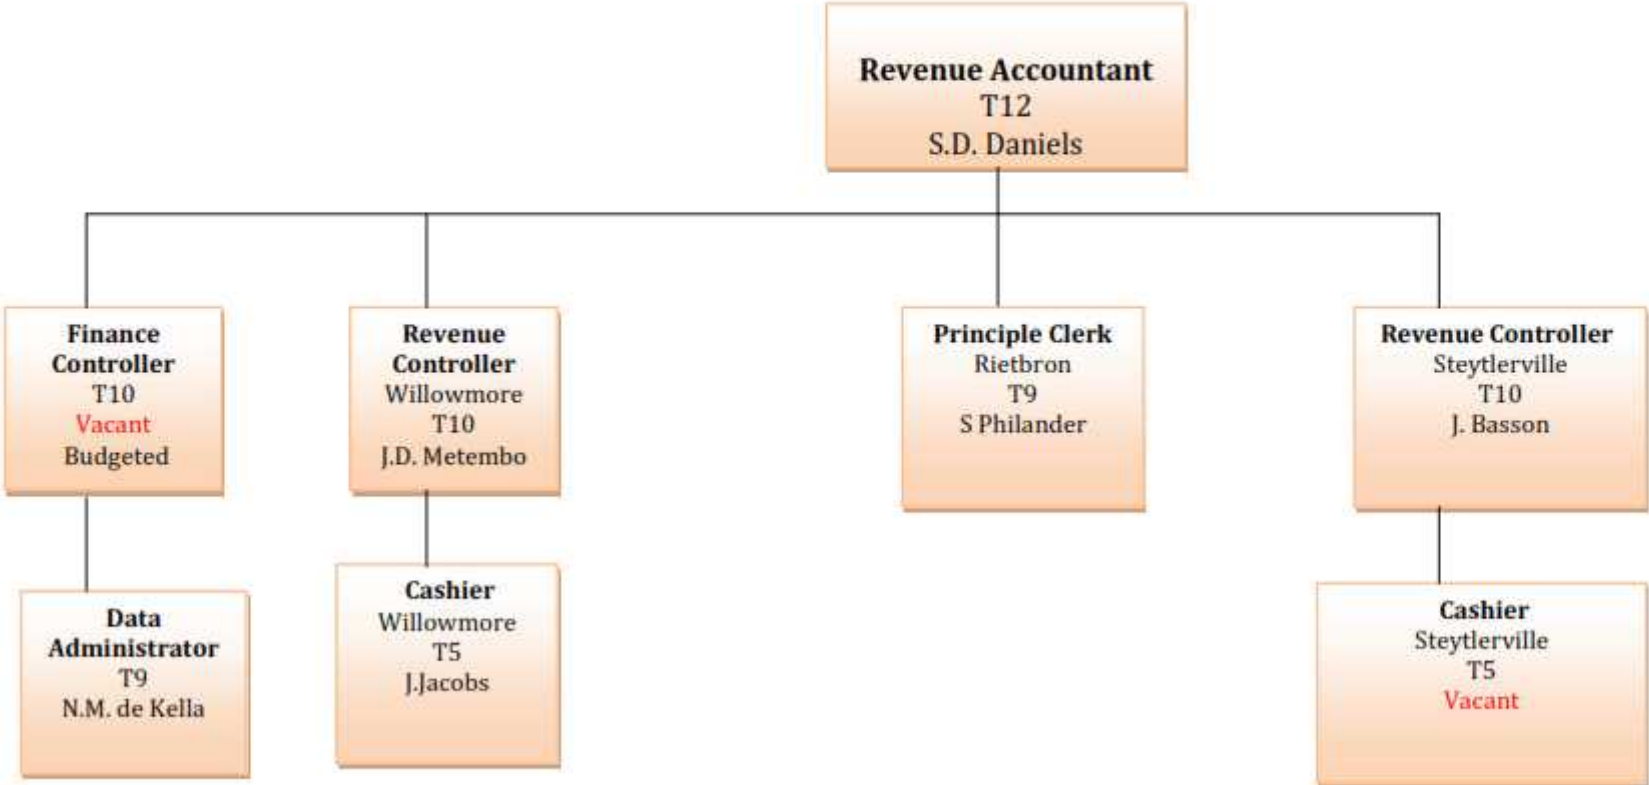 Revenue Accountant
T12
S.D. Daniels
Finance
Controller
T10
Vacant
Budgeted
Revenue
Controller
Willowmore
T10
J.D. Metembo
Principle Clerk
Rietbron
T9
S Philander
Revenue Controller
Steytlerville
T10
J. Basson
Data
Administrator
T9
N.M. de Kella
Cashier
Willowmore
T5
J.Jacobs
Cashier
Steytlerville
T5
Vacant